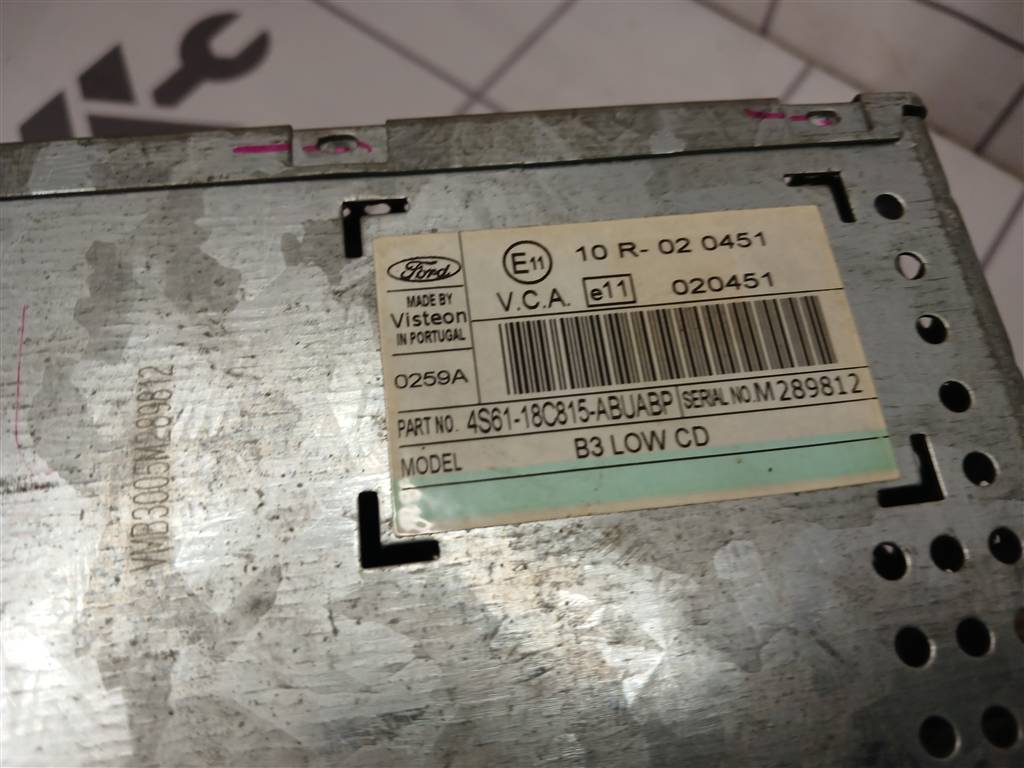 Ford
MADE BY
Visteon
IN PORTUGAL
0259A
E11 10 R- 02 0451
V.C.A. e11 020451
PART NO. 4S61-18C815-ABUABP SERIAL NO. M 289812
MODEL B3 LOW CD
VMB3005M289812